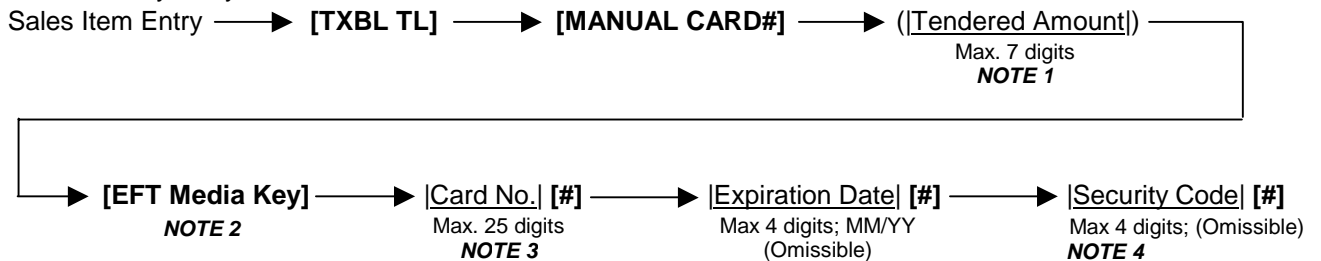 Sales Item Entry [TXBL TL] [MANUAL CARD#] (|Tendered Amount|)
Max. 7 digits
NOTE 1
[EFT Media Key] |Card No.| [#] |Expiration Date| [#] |Security Code| [#]
NOTE 2 Max. 25 digits Max 4 digits; MM/YY Max 4 digits; (Omissible)
NOTE 3 (Omissible) NOTE 4